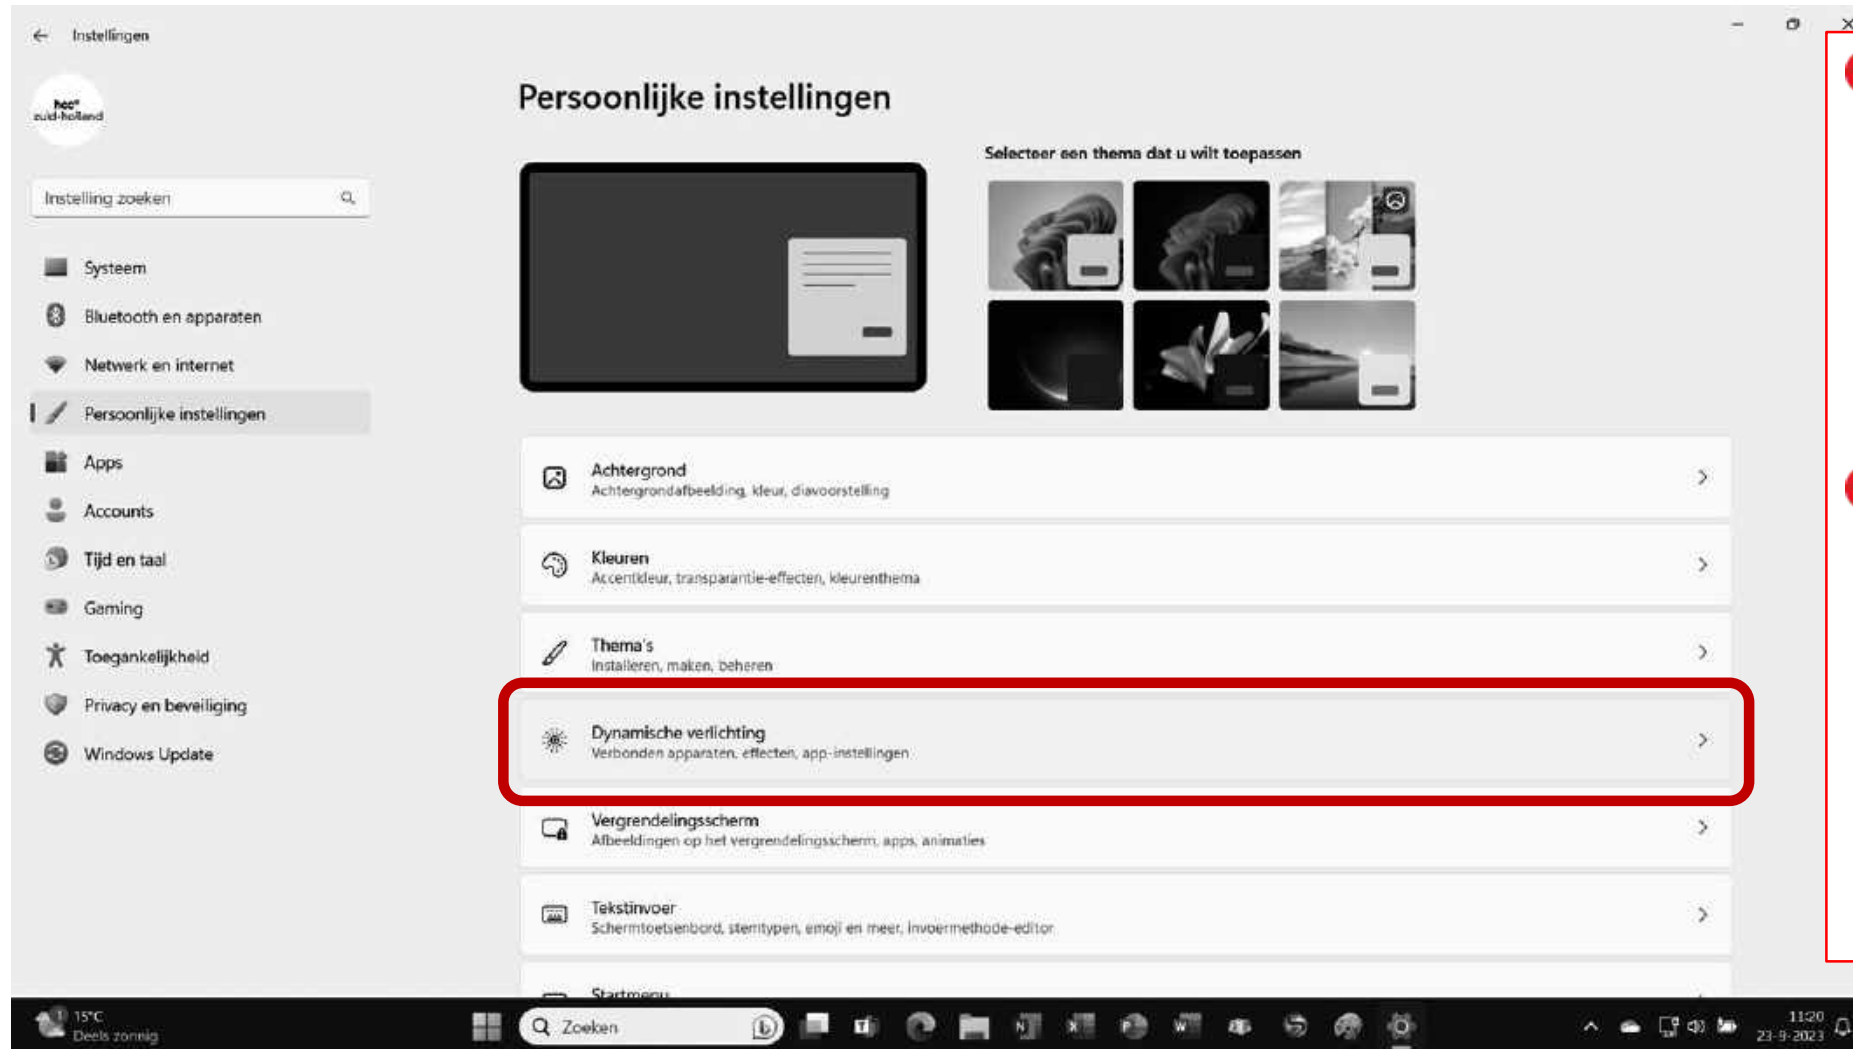 Instellingen
hcc
zuid-holland
Instelling zoeken
Systeem
Bluetooth en apparaten
Netwerk en internet
Persoonlijke instellingen
Apps
Accounts
Tijd en taal
Gaming
Toegankelijkheid
Privacy en beveiliging
Windows Update
Persoonlijke instellingen
Selecteer een thema dat u wilt toepassen
Achtergrond
Achtergrondafbeelding, kleur, diavoorstelling
Kleuren
Accentkleur, transparantie-effecten, kleurenthema
Thema's
Installeren, maken, beheren
Dynamische verlichting
Verbonden apparaten, effecten, app-instellingen
Vergrendelingsscherm
Afbeeldingen op het vergrendelingsscherm, apps, animaties
Tekstinvoer
Schermtoetsenbord, stemtypen, emoji en meer, invoermethode-editor
Startmenu
1
15°C
Deels zonnig
Zoeken
11:20
23-9-2023